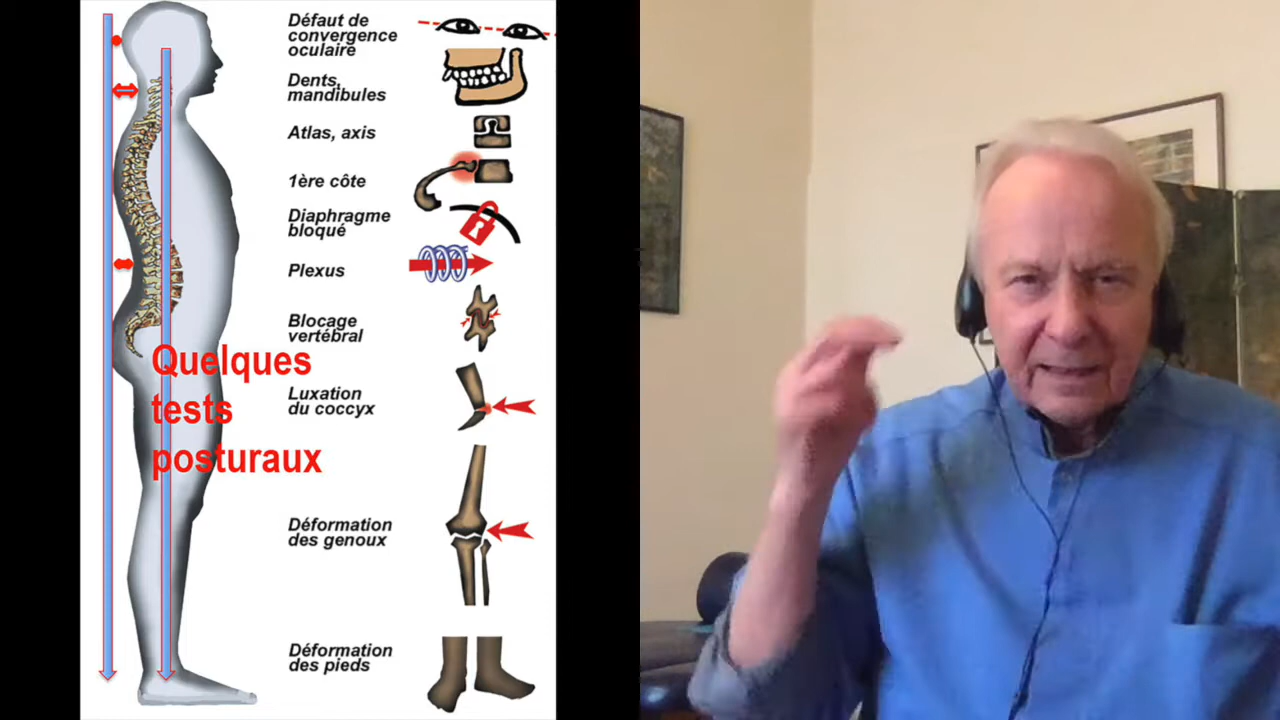 Défaut de
convergence
oculaire
Dents,
mandibules
Atlas, axis
1ère côte
Diaphragme
bloqué
Plexus
Blocage
vertébral
Quelques
tests
posturaux
Luxation
du coccyx
Déformation
des genoux
Déformation
des pieds